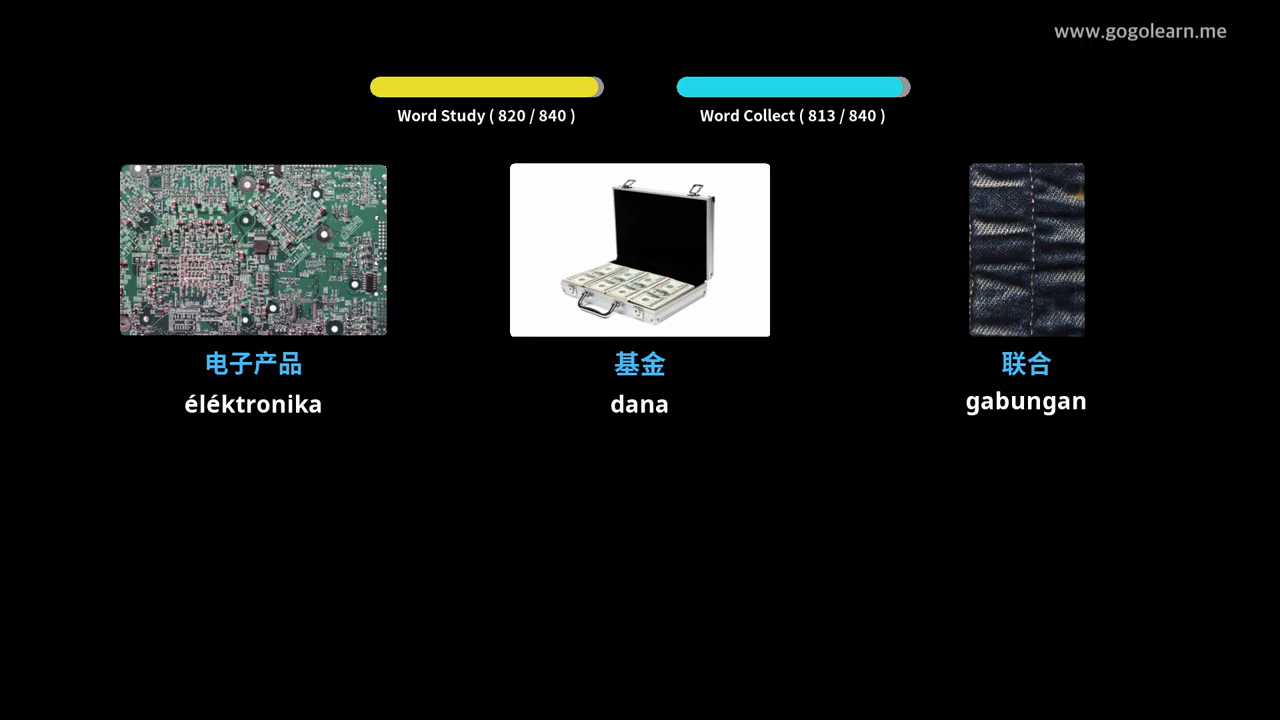 www.gogolearn.me
Word Study ( 820 / 840 )
Word Collect ( 813 / 840 )
电子产品
基金
联合
éléktronika
dana
gabungan